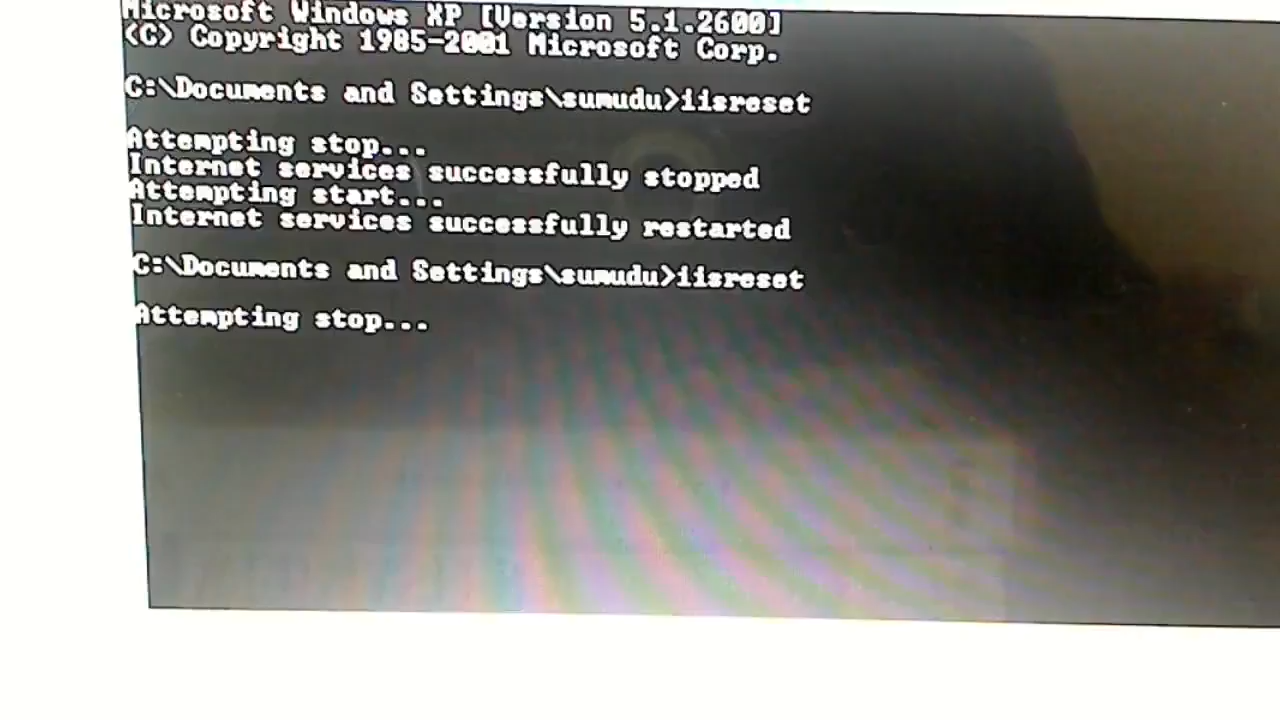 Microsoft Windows XP [Version 5.1.2600]
(C) Copyright 1985-2001 Microsoft Corp.
C:\Documents and Settings\sumudu>iisreset
Attempting stop...
Internet services successfully stopped
Attempting start...
Internet services successfully restarted
C:\Documents and Settings\sumudu>iisreset
Attempting stop...